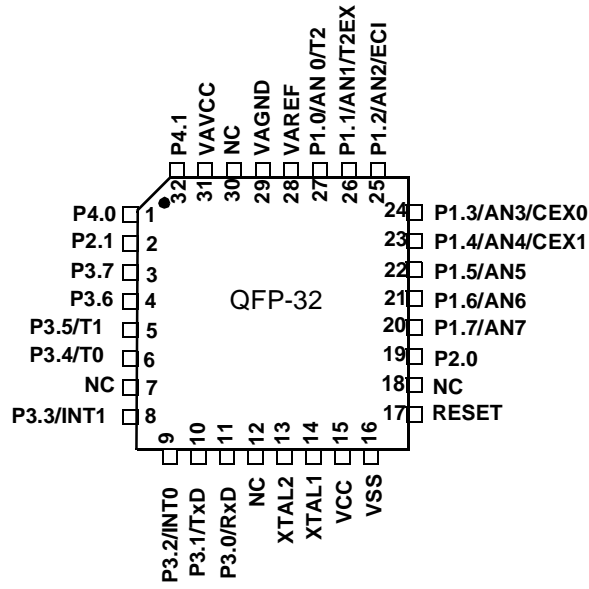 P4.1
VAVCC
NC
VAGND
VAREF
P1.0/AN 0/T2
P1.1/AN1/T2EX
P1.2/AN2/ECI
32
31
30
29
28
27
26
25
P4.0 1
P2.1 2
P3.7 3
P3.6 4
P3.5/T1 5
P3.4/T0 6
NC 7
P3.3/INT1 8
QFP-32
24 P1.3/AN3/CEX0
23 P1.4/AN4/CEX1
22 P1.5/AN5
21 P1.6/AN6
20 P1.7/AN7
19 P2.0
18 NC
17 RESET
9
10
11
12
13
14
15
16
P3.2/INT0
P3.1/TxD
P3.0/RxD
NC
XTAL2
XTAL1
VCC
VSS